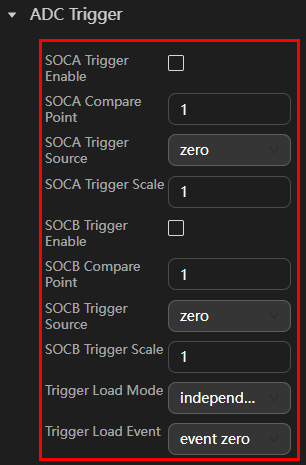 ADC Trigger
SOCA Trigger
Enable
SOCA Compare
Point
1
SOCA Trigger
Source
zero
SOCA Trigger Scale
1
SOCB Trigger
Enable
SOCB Compare
Point
1
SOCB Trigger
Source
zero
SOCB Trigger Scale
1
Trigger Load Mode
independ...
Trigger Load Event
event zero